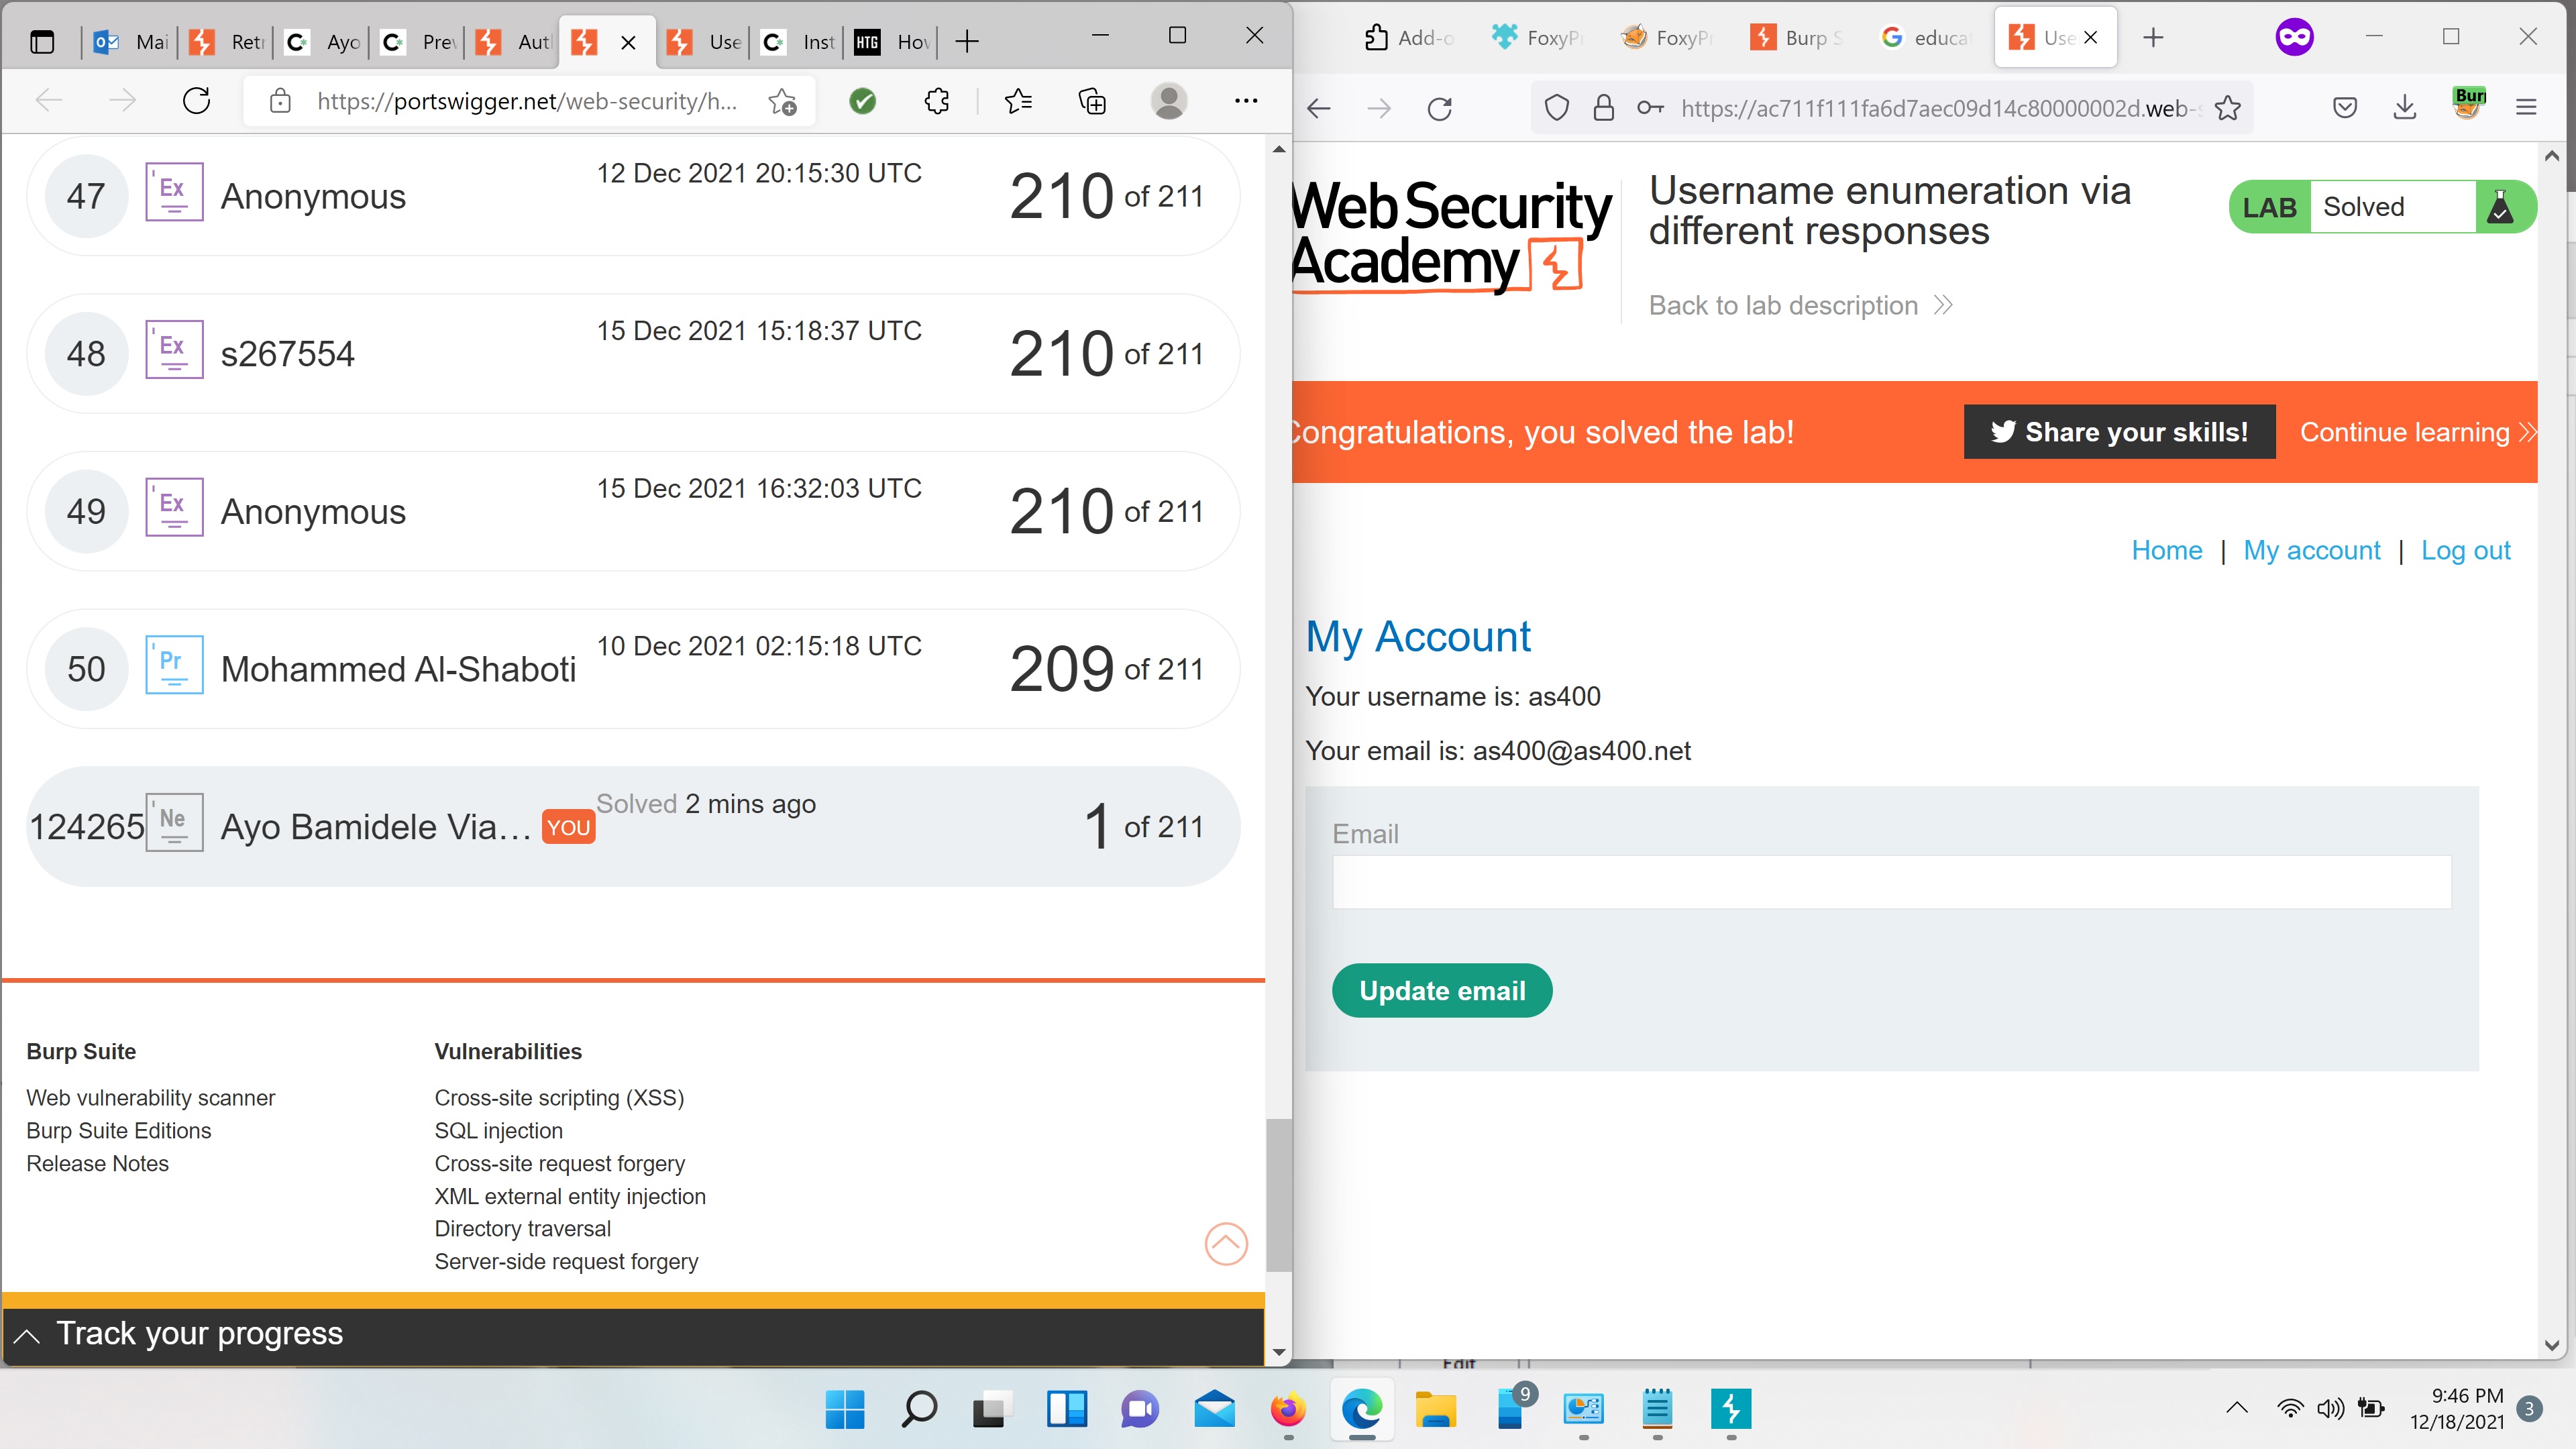 Mai
Retr
Ayo
Prev
Aut
Use
Inst
HTG
How
https://portswigger.net/web-security/h...
47
Ex
Anonymous
12 Dec 2021 20:15:30 UTC
210 of 211
48
Ex
s267554
15 Dec 2021 15:18:37 UTC
210 of 211
49
Ex
Anonymous
15 Dec 2021 16:32:03 UTC
210 of 211
50
Pr
Mohammed Al-Shaboti
10 Dec 2021 02:15:18 UTC
209 of 211
124265
Ne
Ayo Bamidele Via...
YOU
Solved 2 mins ago
1 of 211
Burp Suite
Web vulnerability scanner
Burp Suite Editions
Release Notes
Vulnerabilities
Cross-site scripting (XSS)
SQL injection
Cross-site request forgery
XML external entity injection
Directory traversal
Server-side request forgery
Track your progress
Add-o
FoxyPr
FoxyPr
Burp S
educa
Use
https://ac711f111fa6d7aec09d14c80000002d.web-s
Bur
Web Security
Academy
Username enumeration via
different responses
Back to lab description
LAB Solved
Congratulations, you solved the lab!
Share your skills!
Continue learning
Home | My account | Log out
My Account
Your username is: as400
Your email is: as400@as400.net
Email
Update email
Edit
9
9:46 PM
12/18/2021
3